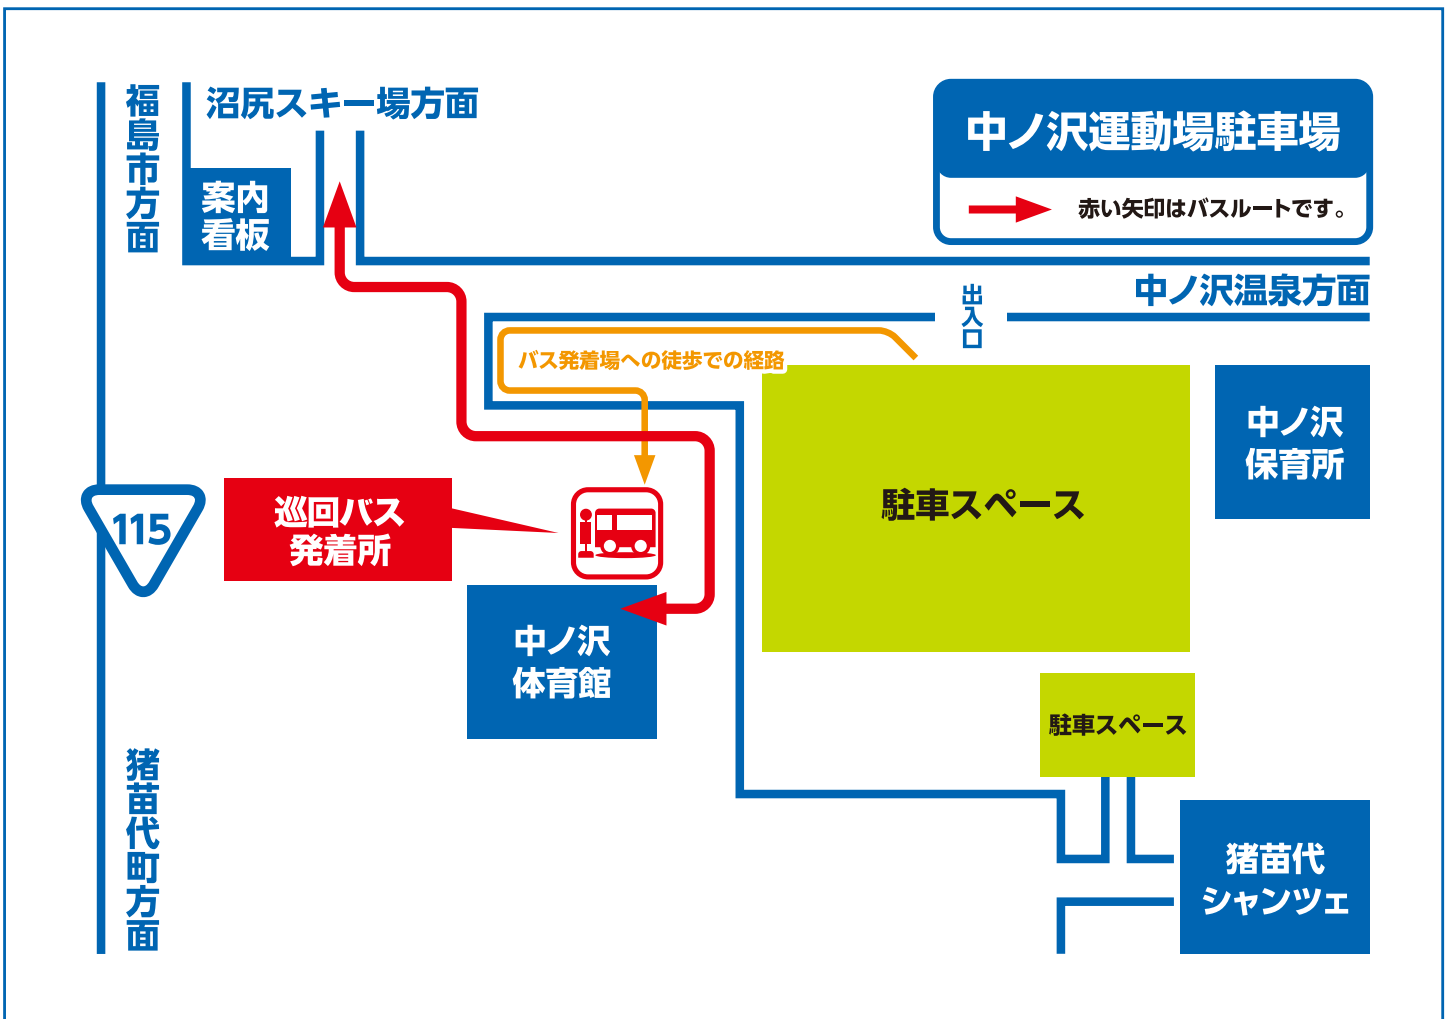 福島市方面
沼尻スキー場方面
案内
看板
中ノ沢運動場駐車場
赤い矢印はバスルートです。
中ノ沢温泉方面
出入口
バス発着場への徒歩での経路
駐車スペース
中ノ沢
保育所
115
巡回バス
発着所
中ノ沢
体育館
駐車スペース
猪苗代町方面
猪苗代
シャンツェ